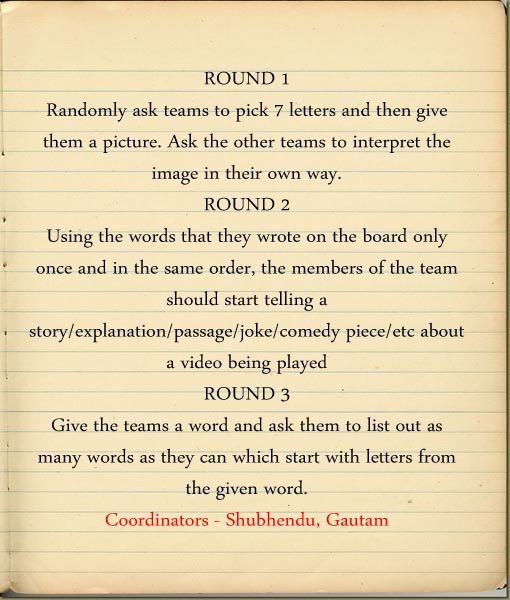 ROUND 1
Randomly ask teams to pick 7 letters and then give
them a picture. Ask the other teams to interpret the
image in their own way.
ROUND 2
Using the words that they wrote on the board only
once and in the same order, the members of the team
should start telling a
story/explanation/passage/joke/comedy piece/etc about
a video being played
ROUND 3
Give the teams a word and ask them to list out as
many words as they can which start with letters from
the given word.
Coordinators - Shubhendu, Gautam